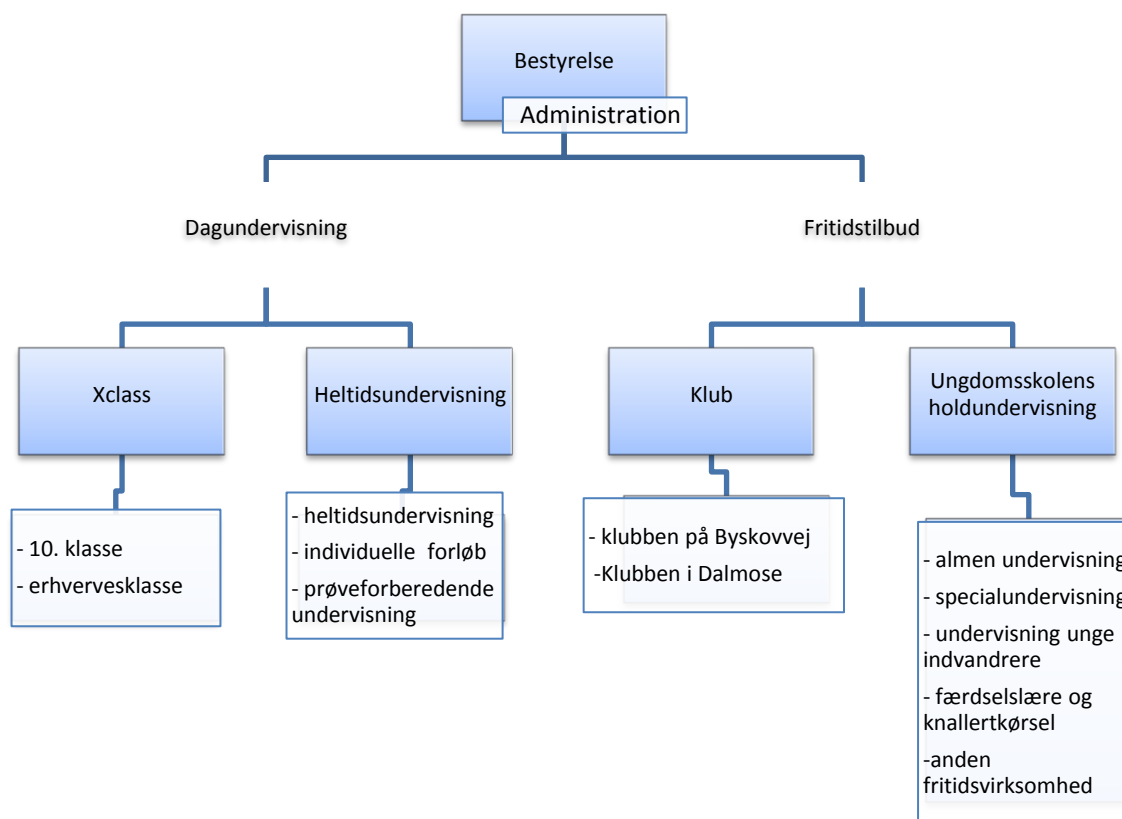 Bestyrelse
Administration
Dagundervisning
Fritidstilbud
Xclass
Heltidsundervisning
Klub
Ungdomsskolens
holdundervisning
- 10. klasse
- erhvervesklasse
- heltidsundervisning
- individuelle forløb
- prøveforberedende
undervisning
- klubben på Byskovvej
-Klubben i Dalmose
- almen undervisning
- specialundervisning
- undervisning unge
indvandrere
- færdselslære og
knallertkørsel
-anden
fritidsvirksomhed